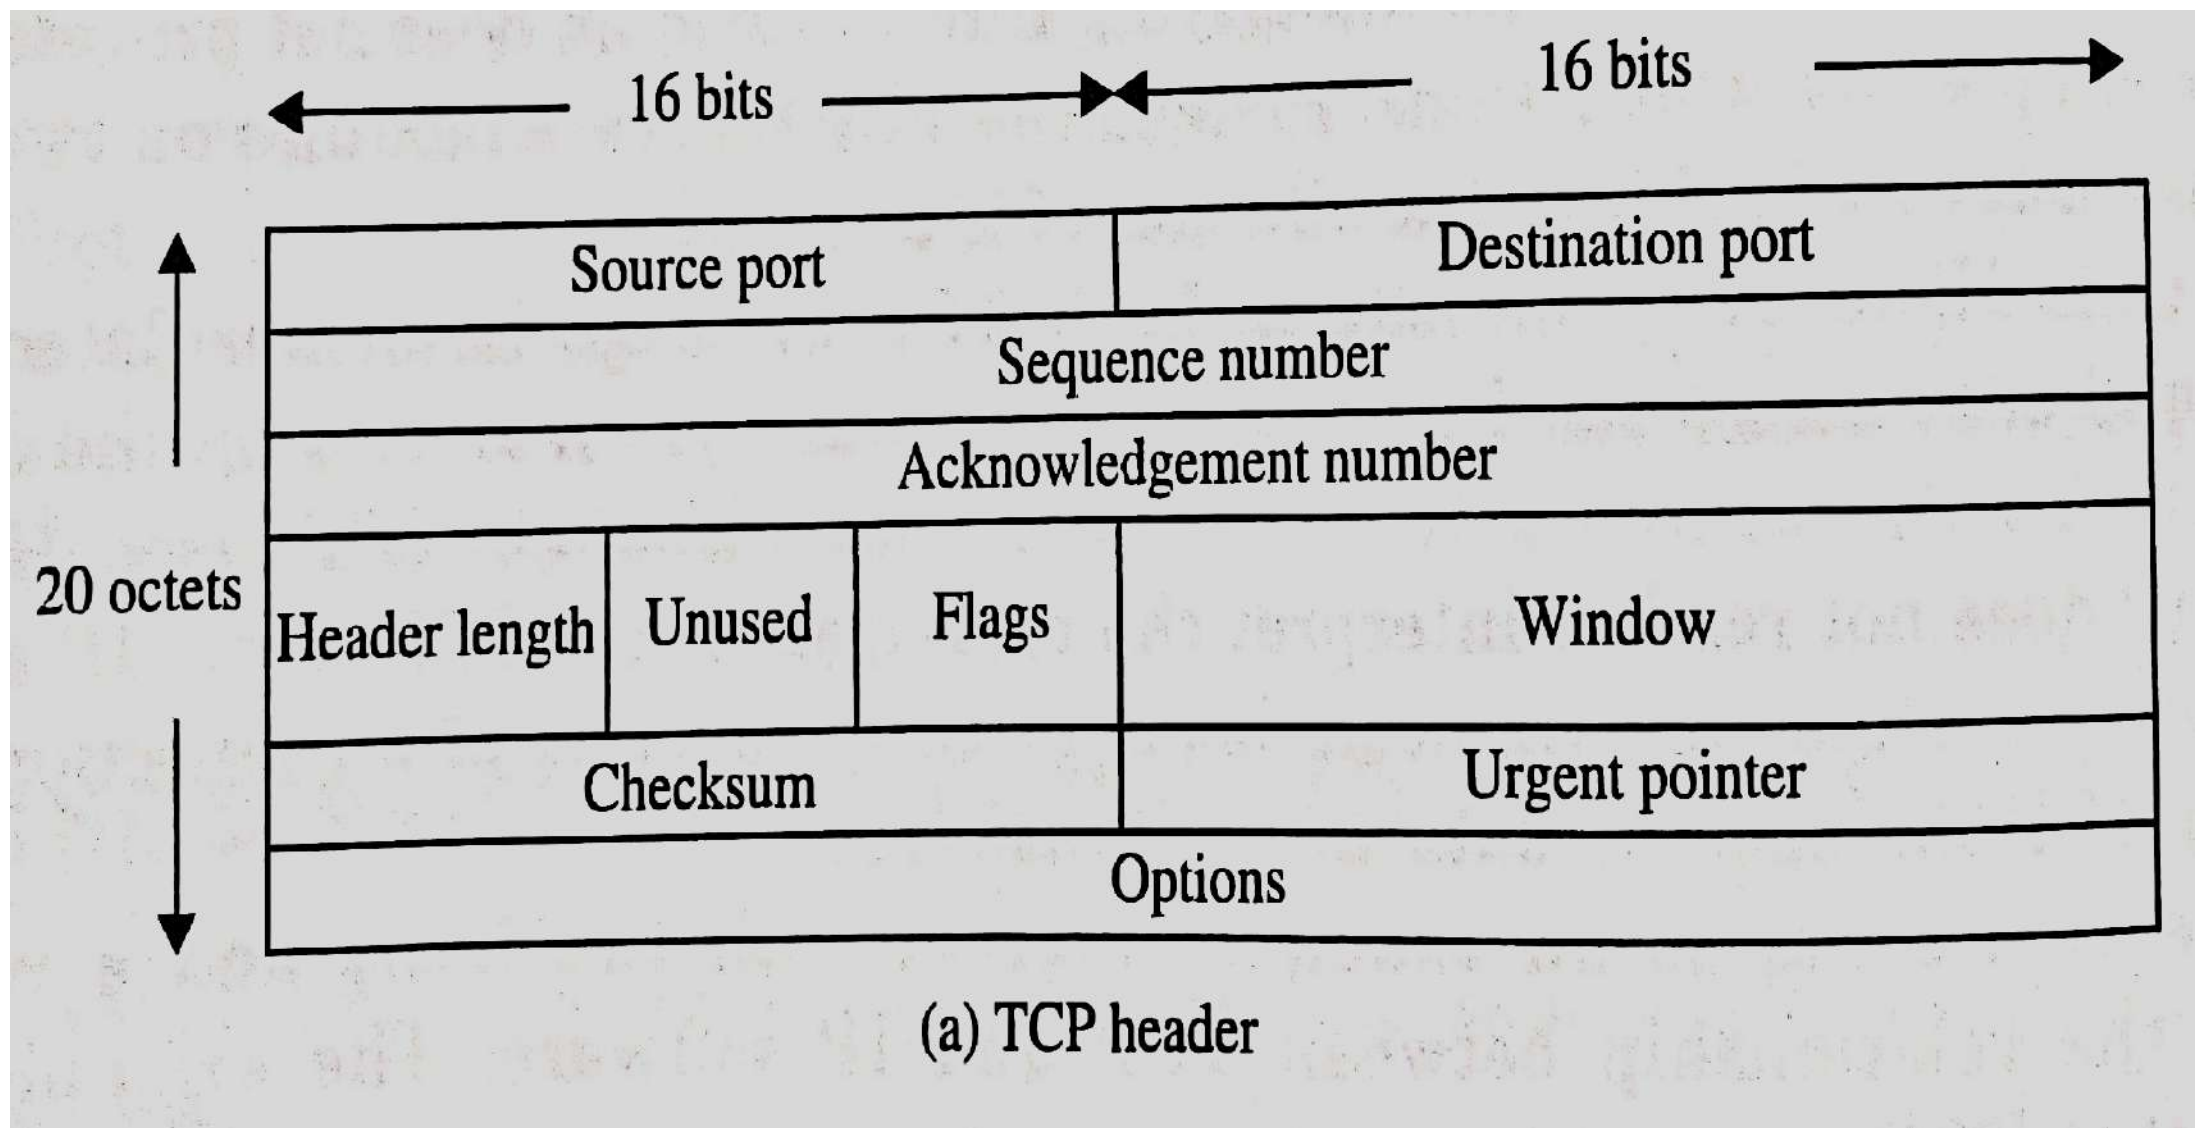 16 bits 16 bits
Source port Destination port
Sequence number
Acknowledgement number
20 octets Header length Unused Flags Window
Checksum Urgent pointer
Options
(a) TCP header